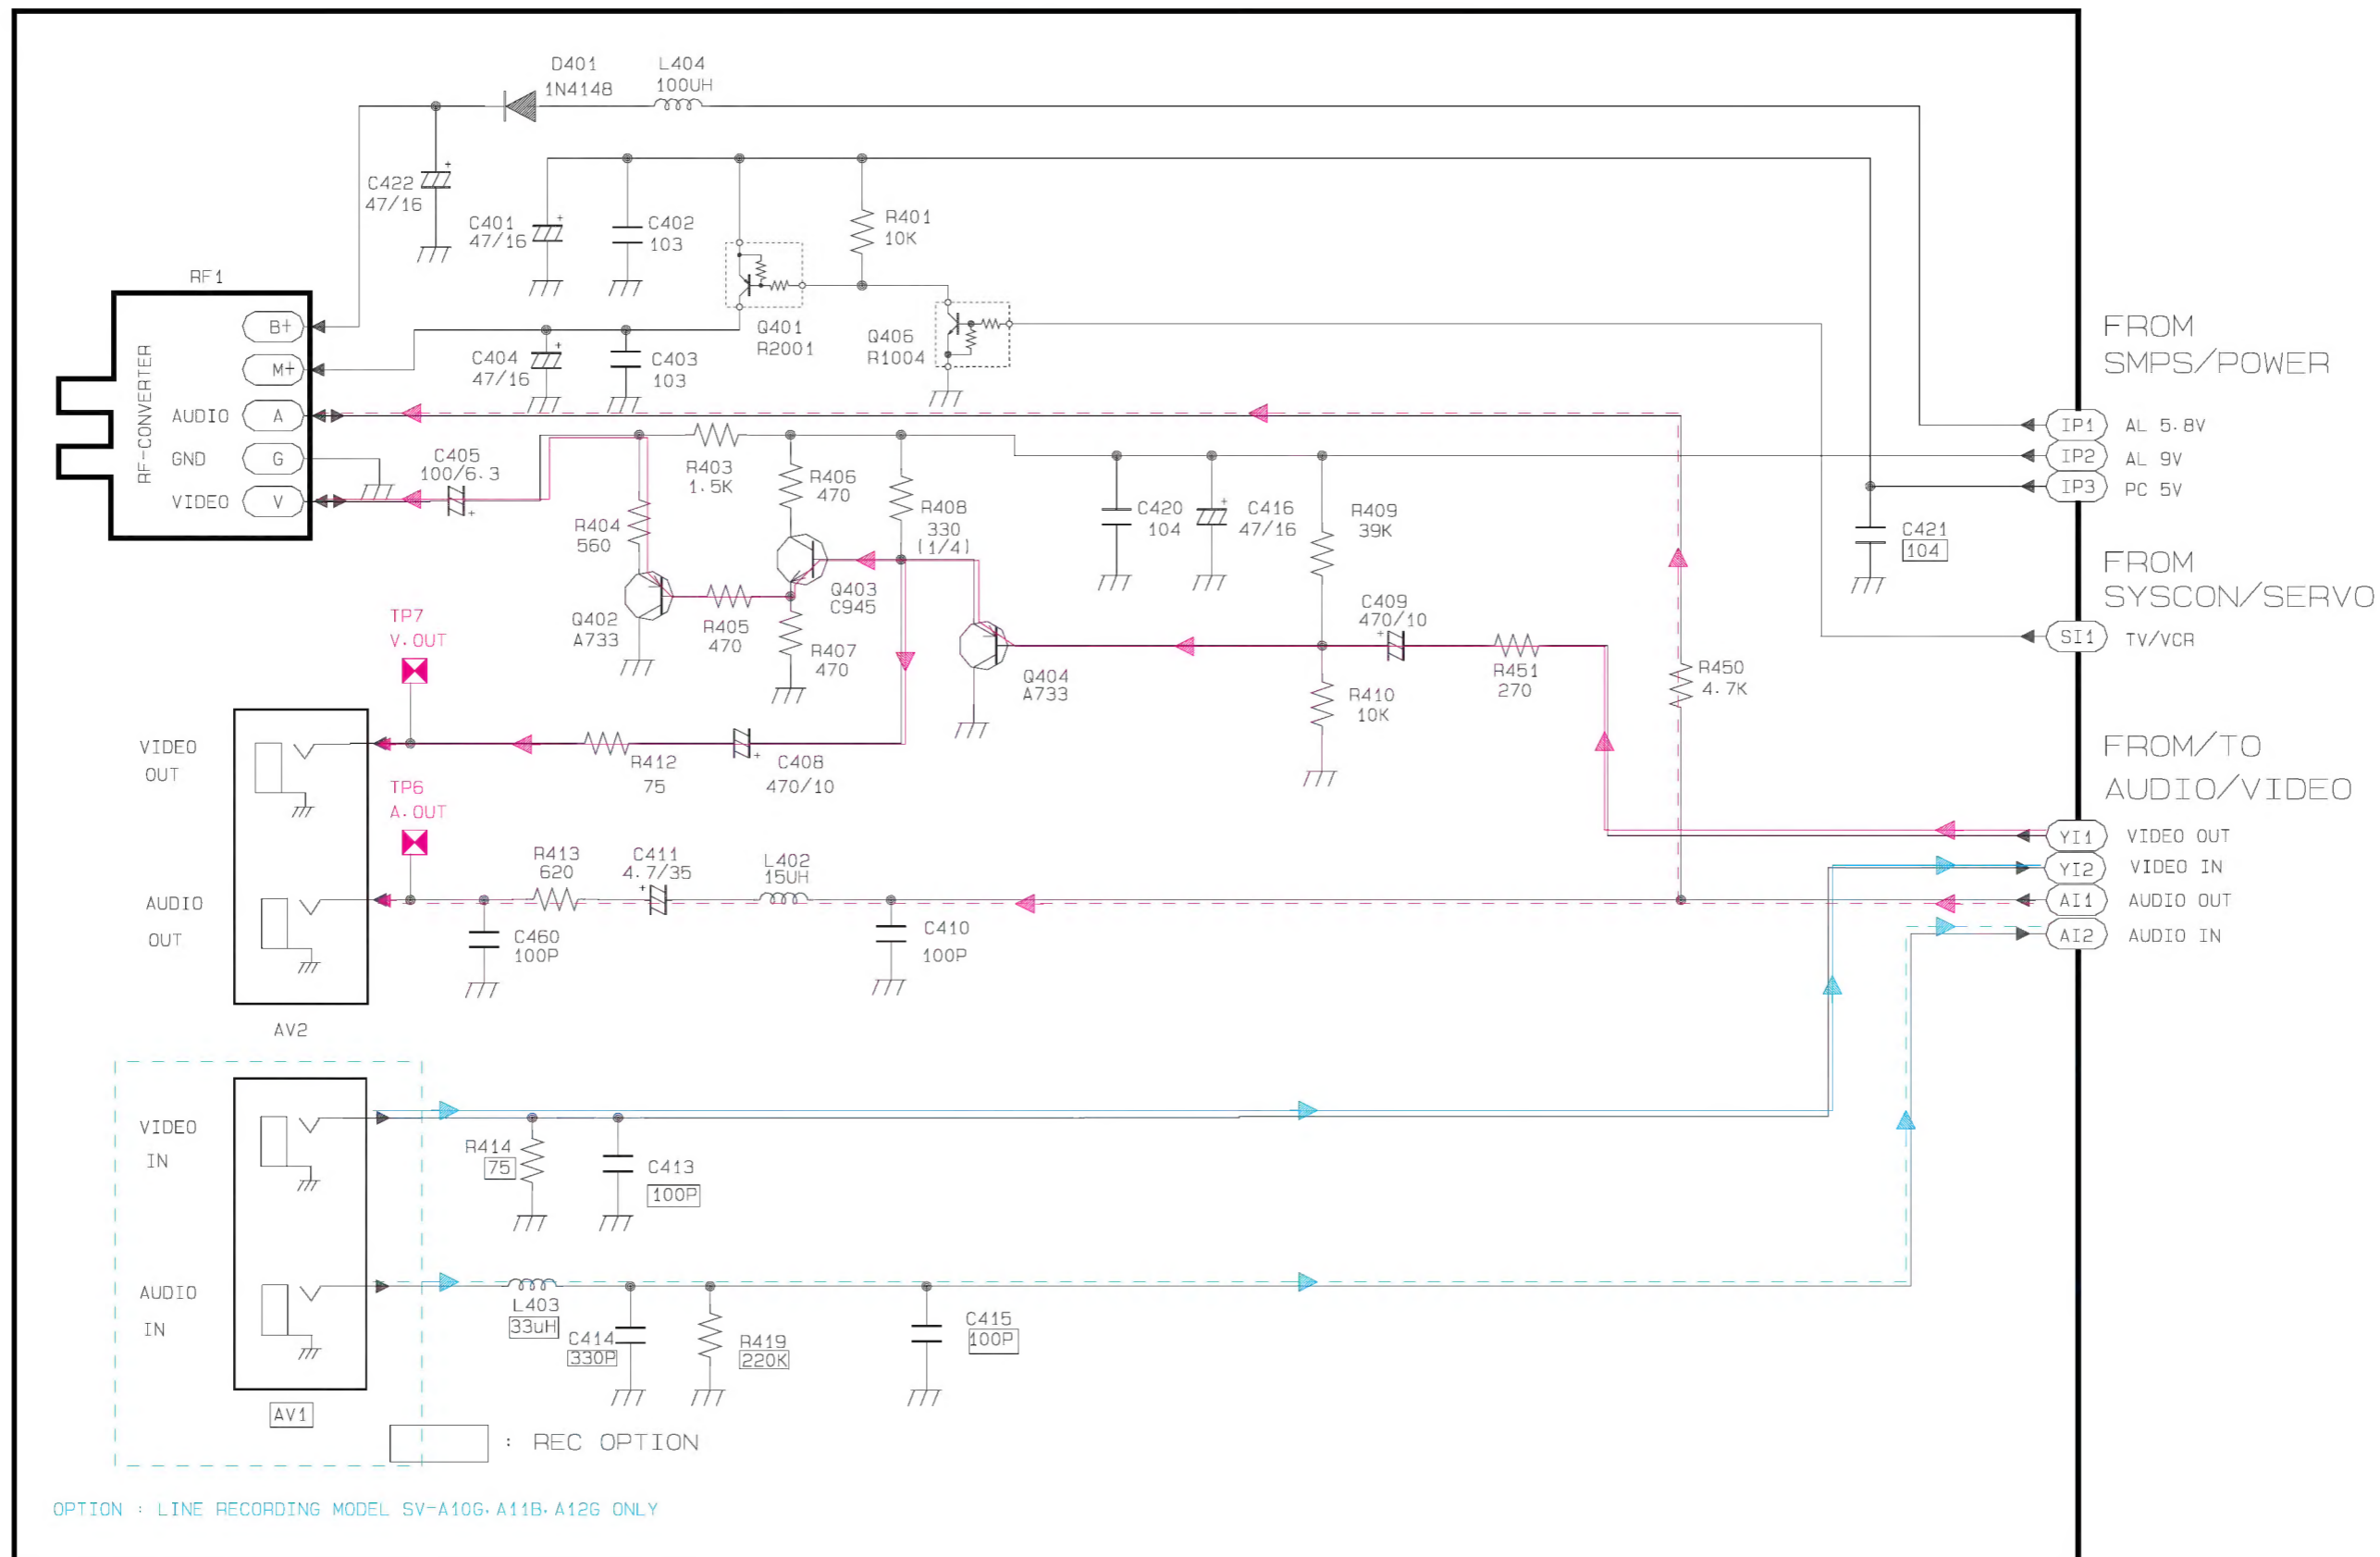 D401
1N4148
L404
100UH
C422
47/16
C401
47/16
C402
103
R401
10K
RF1
RF-CONVERTER
B+
M+
AUDIO
A
GND
G
VIDEO
V
C404
47/16
C403
103
Q401
R2001
Q406
R1004
FROM
SMPS/POWER
IP1
AL 5.8V
IP2
AL 9V
IP3
PC 5V
C405
100/6.3
R403
1.5K
R406
470
R408
330
(1/4)
C420
104
C416
47/16
R409
39K
C421
104
R404
560
Q403
C945
FROM
SYSCON/SERVO
SI1
TV/VCR
Q402
A733
R405
470
R407
470
C409
470/10
R451
270
R450
4.7K
Q404
A733
R410
10K
TP7
V.OUT
VIDEO
OUT
R412
75
C408
470/10
FROM/TO
AUDIO/VIDEO
TP6
A.OUT
YI1
VIDEO OUT
YI2
VIDEO IN
AI1
AUDIO OUT
AI2
AUDIO IN
R413
620
C411
4.7/35
L402
15UH
AUDIO
OUT
C460
100P
C410
100P
AV2
VIDEO
IN
R414
75
C413
100P
AUDIO
IN
L403
33uH
C414
330P
R419
220K
C415
100P
AV1
: REC OPTION
OPTION : LINE RECORDING MODEL SV-A10G, A11B, A12G ONLY